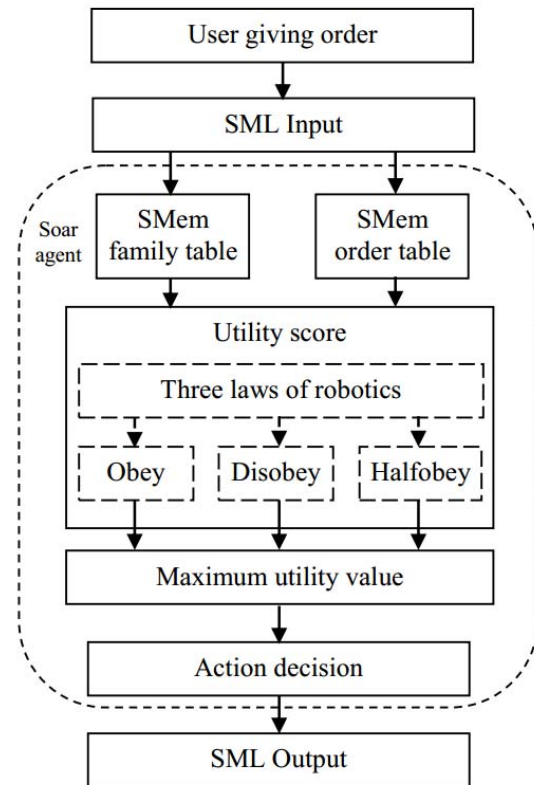 User giving order
SML Input
Soar
agent
SMem
family table
SMem
order table
Utility score
Three laws of robotics
Obey
Disobey
Halfobey
Maximum utility value
Action decision
SML Output